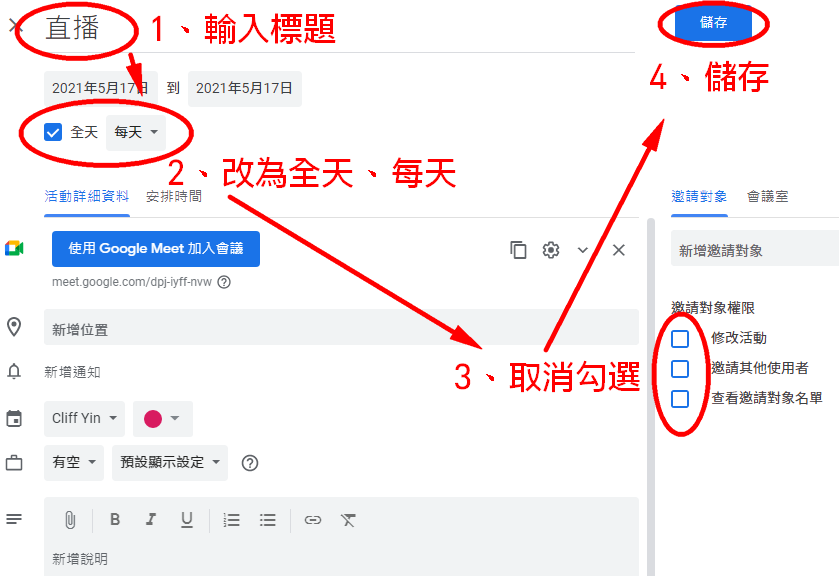 直播
1、輸入標題
儲存
4、儲存
2021年5月17日 到 2021年5月17日
全天 每天
2、改為全天、每天
活動詳細資料 安排時間
邀請對象 會議室
使用 Google Meet 加入會議
meet.google.com/dpj-iyff-nvw
新增邀請對象
邀請對象權限
新增位置
修改活動
3、取消勾選
新增通知
邀請其他使用者
查看邀請對象名單
Cliff Yin
有空 預設顯示設定
B I U
新增說明